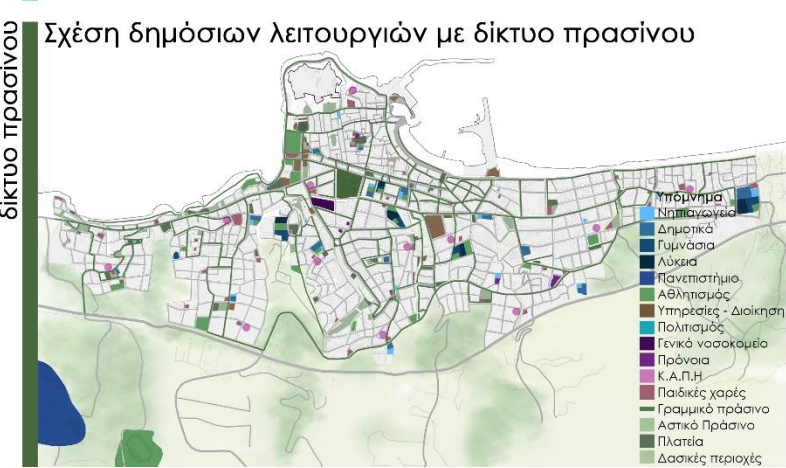 Σχέση δημόσιων λειτουργιών με δίκτυο πρασίνου
δίκτυο πρασίνου
Υπόμνημα
Νηπιαγωγεία
Δημοτικά
Γυμνάσια
Λύκεια
Πανεπιστήμιο
Αθλητισμός
Υπηρεσίες - Διοίκηση
Πολιτισμός
Γενικό νοσοκομείο
Πρόνοια
Κ.Α.Π.Η
Παιδικές χαρές
Γραμμικό πράσινο
Αστικό Πράσινο
Πλατεία
Δασικές περιοχές